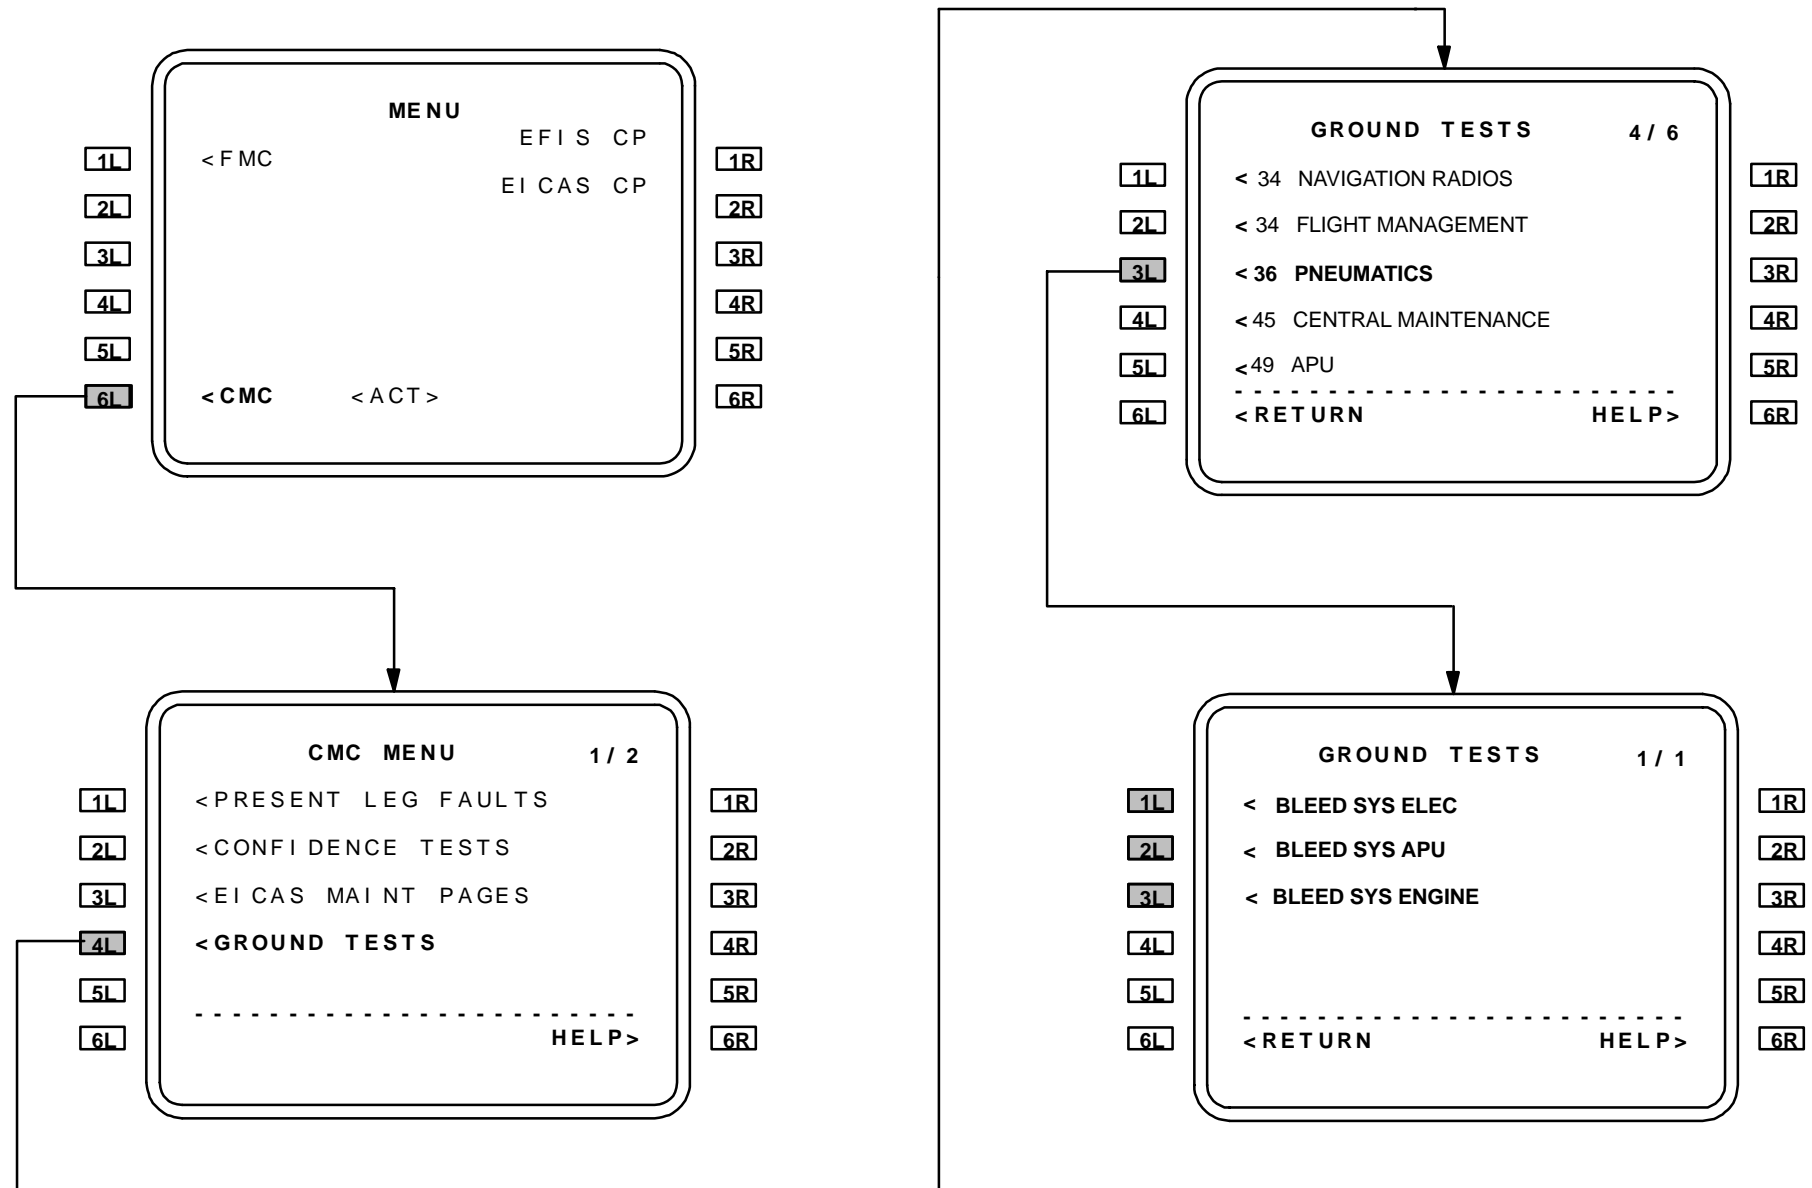 MENU
EFIS CP
1L <FMC 1R
EICAS CP
2L 2R
3L 3R
4L 4R
5L 5R
6L <CMC <ACT> 6R
CMC MENU 1/2
1L <PRESENT LEG FAULTS 1R
2L <CONFIDENCE TESTS 2R
3L <EICAS MAINT PAGES 3R
4L <GROUND TESTS 4R
5L 5R
------------------------
6L HELP> 6R
GROUND TESTS 4/6
1L < 34 NAVIGATION RADIOS 1R
2L < 34 FLIGHT MANAGEMENT 2R
3L < 36 PNEUMATICS 3R
4L < 45 CENTRAL MAINTENANCE 4R
5L < 49 APU 5R
------------------------
6L <RETURN HELP> 6R
GROUND TESTS 1/1
1L < BLEED SYS ELEC 1R
2L < BLEED SYS APU 2R
3L < BLEED SYS ENGINE 3R
4L 4R
5L 5R
------------------------
6L <RETURN HELP> 6R